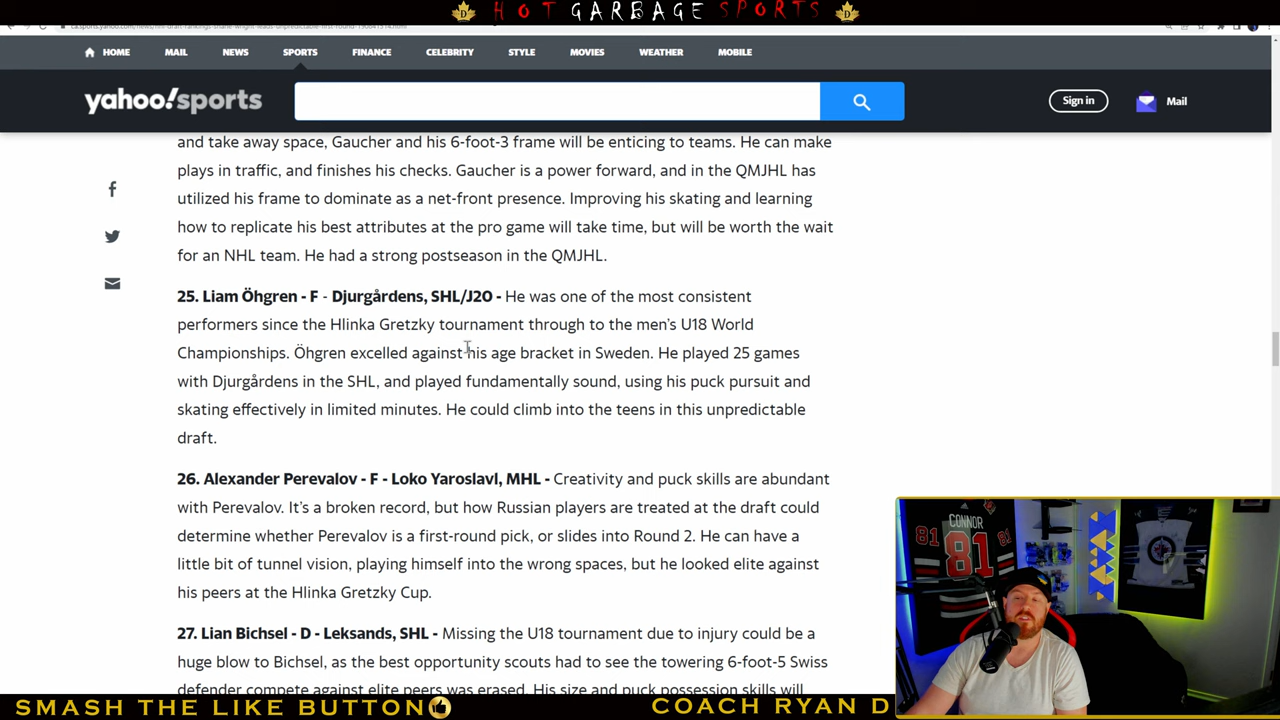 HOT GARBAGE SPORTS
HOME MAIL NEWS SPORTS FINANCE CELEBRITY STYLE MOVIES WEATHER MOBILE
yahoo!sports
Sign in
Mail
and take away space, Gaucher and his 6-foot-3 frame will be enticing to teams. He can make
plays in traffic, and finishes his checks. Gaucher is a power forward, and in the QMJHL has
utilized his frame to dominate as a net-front presence. Improving his skating and learning
how to replicate his best attributes at the pro game will take time, but will be worth the wait
for an NHL team. He had a strong postseason in the QMJHL.
25. Liam Öhgren - F - Djurgårdens, SHL/J20 - He was one of the most consistent
performers since the Hlinka Gretzky tournament through to the men's U18 World
Championships. Öhgren excelled against his age bracket in Sweden. He played 25 games
with Djurgårdens in the SHL, and played fundamentally sound, using his puck pursuit and
skating effectively in limited minutes. He could climb into the teens in this unpredictable
draft.
26. Alexander Perevalov - F - Loko Yaroslavl, MHL - Creativity and puck skills are abundant
with Perevalov. It's a broken record, but how Russian players are treated at the draft could
determine whether Perevalov is a first-round pick, or slides into Round 2. He can have a
little bit of tunnel vision, playing himself into the wrong spaces, but he looked elite against
his peers at the Hlinka Gretzky Cup.
27. Lian Bichsel - D - Leksands, SHL - Missing the U18 tournament due to injury could be a
huge blow to Bichsel, as the best opportunity scouts had to see the towering 6-foot-5 Swiss
defender compete against elite peers was erased. His size and puck possession skills will
CONNOR
81 81
SMASH THE LIKE BUTTON
COACH RYAN D